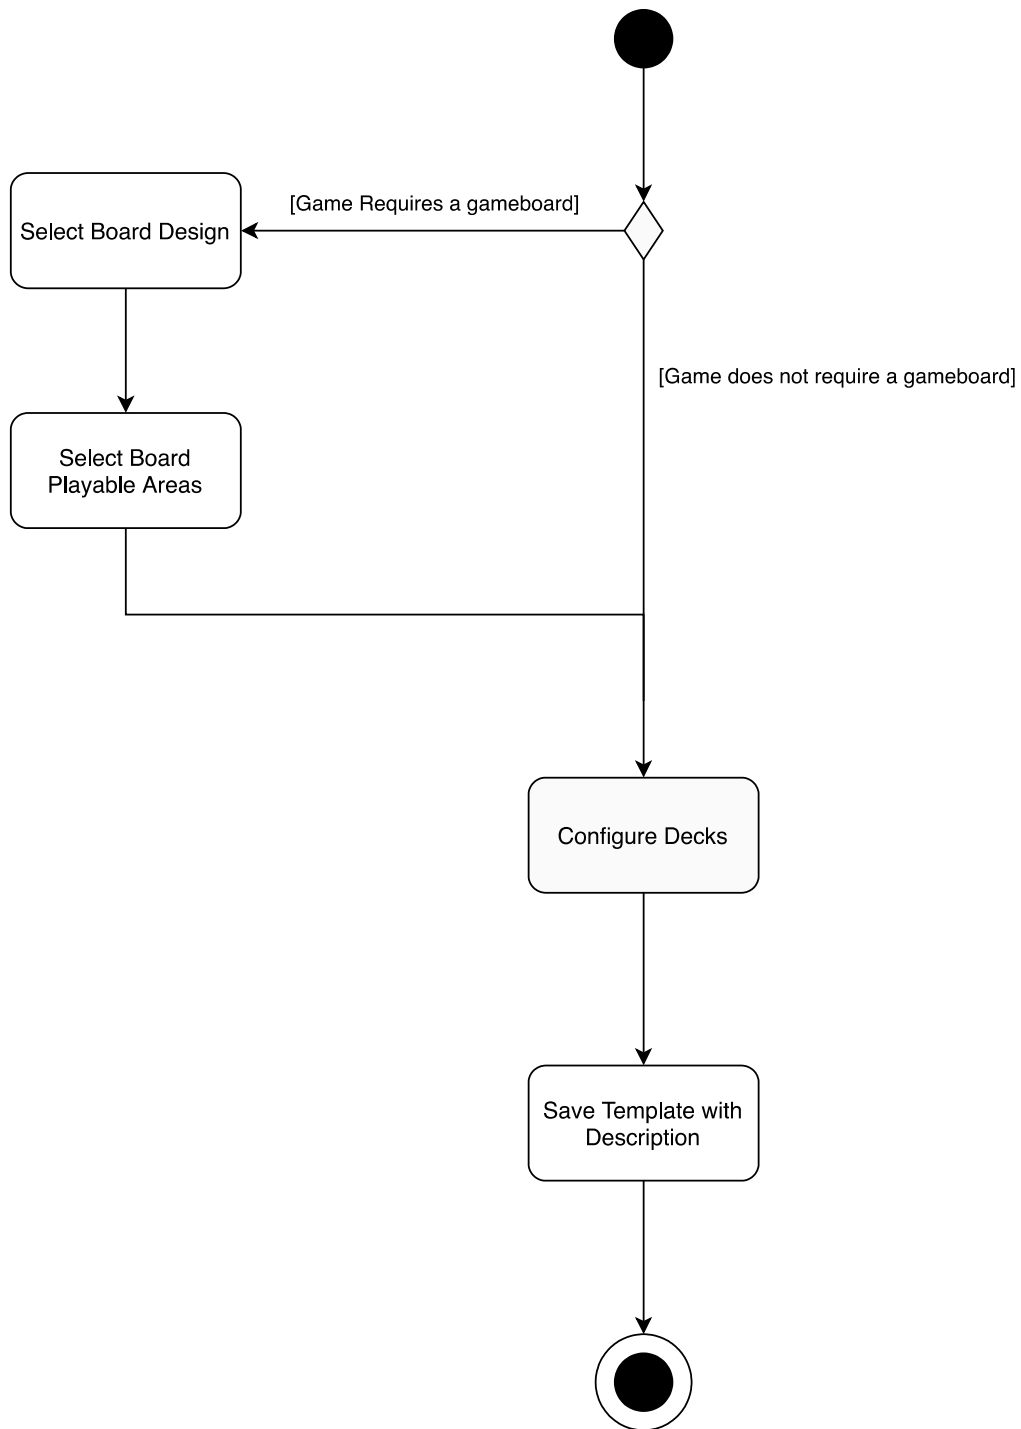 [Game Requires a gameboard]
Select Board Design
[Game does not require a gameboard]
Select Board
Playable Areas
Configure Decks
Save Template with
Description